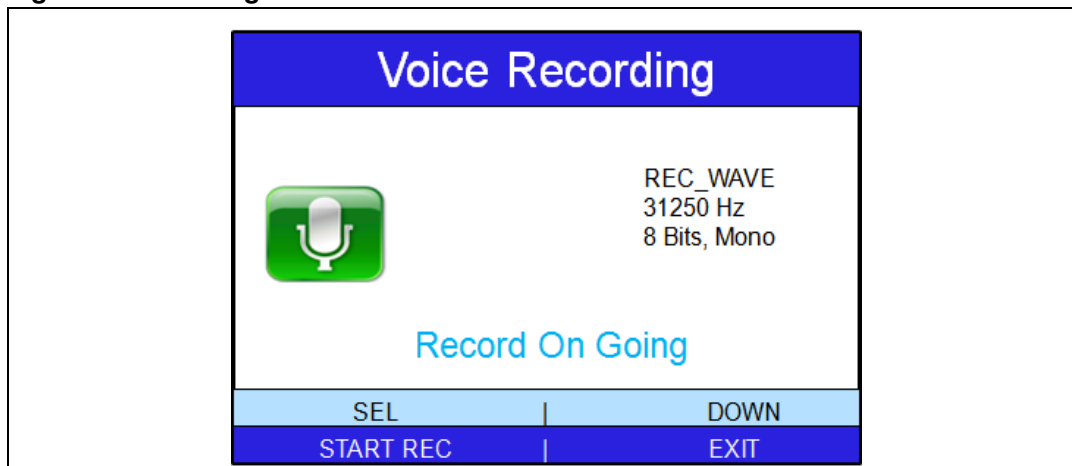 Voice Recording
REC_WAVE
31250 Hz
8 Bits, Mono
Record On Going
SEL | DOWN
START REC | EXIT